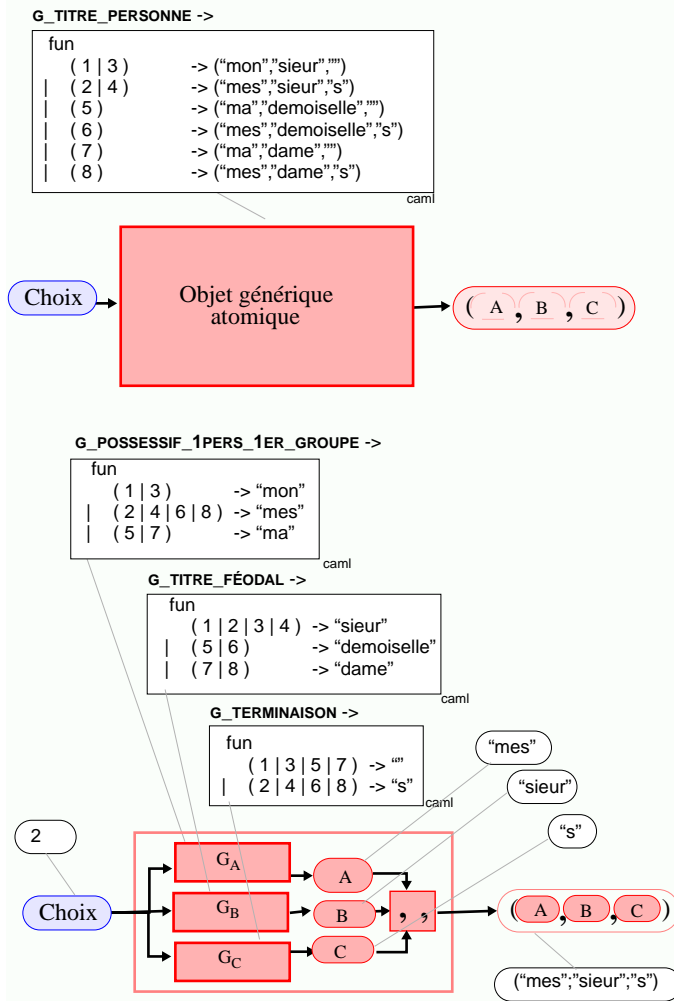 G_TITRE_PERSONNE ->
fun
( 1 | 3 ) -> (“mon”,”sieur”,””)
| ( 2 | 4 ) -> (“mes”,”sieur”,”s”)
| ( 5 ) -> (“ma”,”demoiselle”,””)
| ( 6 ) -> (“mes”,”demoiselle”,”s”)
| ( 7 ) -> (“ma”,”dame”,””)
| ( 8 ) -> (“mes”,”dame”,”s”)
caml
Choix
Objet générique
atomique
( A , B , C )
G_POSSESSIF_1PERS_1ER_GROUPE ->
fun
( 1 | 3 ) -> “mon”
| ( 2 | 4 | 6 | 8 ) -> “mes”
| ( 5 | 7 ) -> “ma”
caml
G_TITRE_FÉODAL ->
fun
( 1 | 2 | 3 | 4 ) -> “sieur”
| ( 5 | 6 ) -> “demoiselle”
| ( 7 | 8 ) -> “dame”
caml
G_TERMINAISON ->
fun
( 1 | 3 | 5 | 7 ) -> “”
| ( 2 | 4 | 6 | 8 ) -> “s”
caml
“mes”
“sieur”
“s”
2
Choix
G_A
G_B
G_C
A
B
C
, ,
( A , B , C )
(“mes”;”sieur”;”s”)